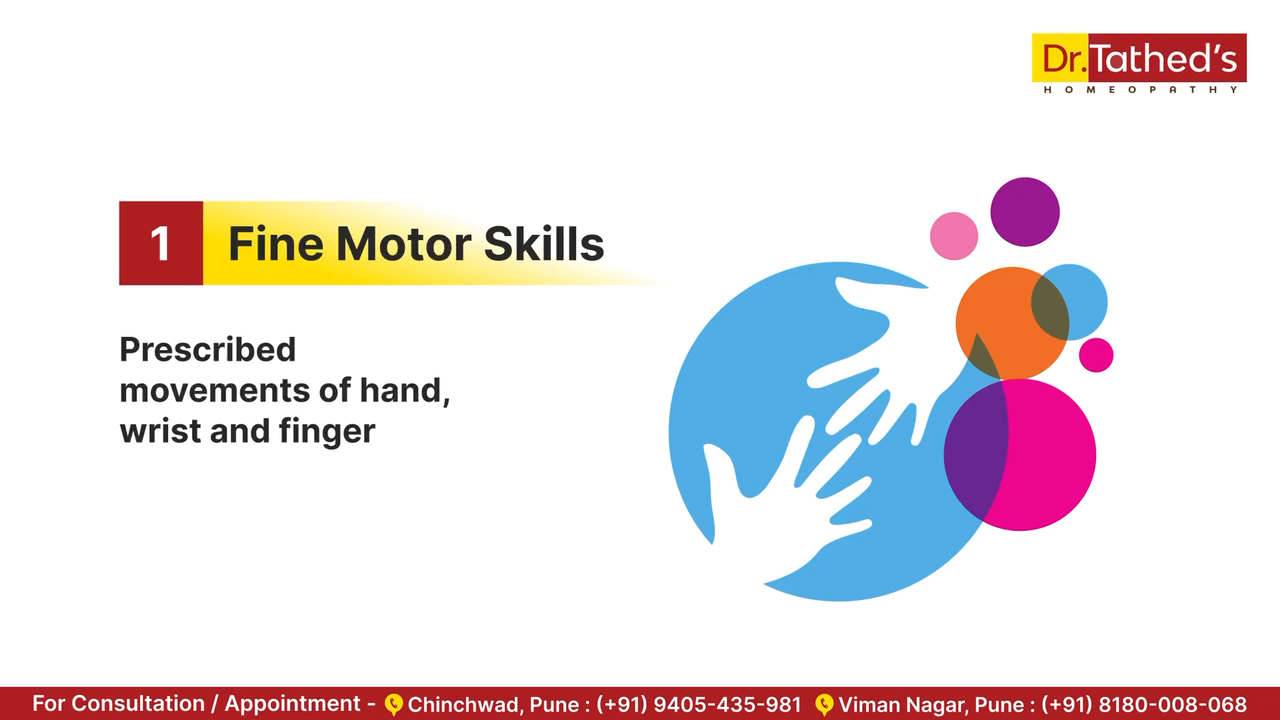 Dr.Tathed's
HOMEOPATHY
1 Fine Motor Skills
Prescribed
movements of hand,
wrist and finger
For Consultation / Appointment - Chinchwad, Pune : (+91) 9405-435-981 Viman Nagar, Pune : (+91) 8180-008-068